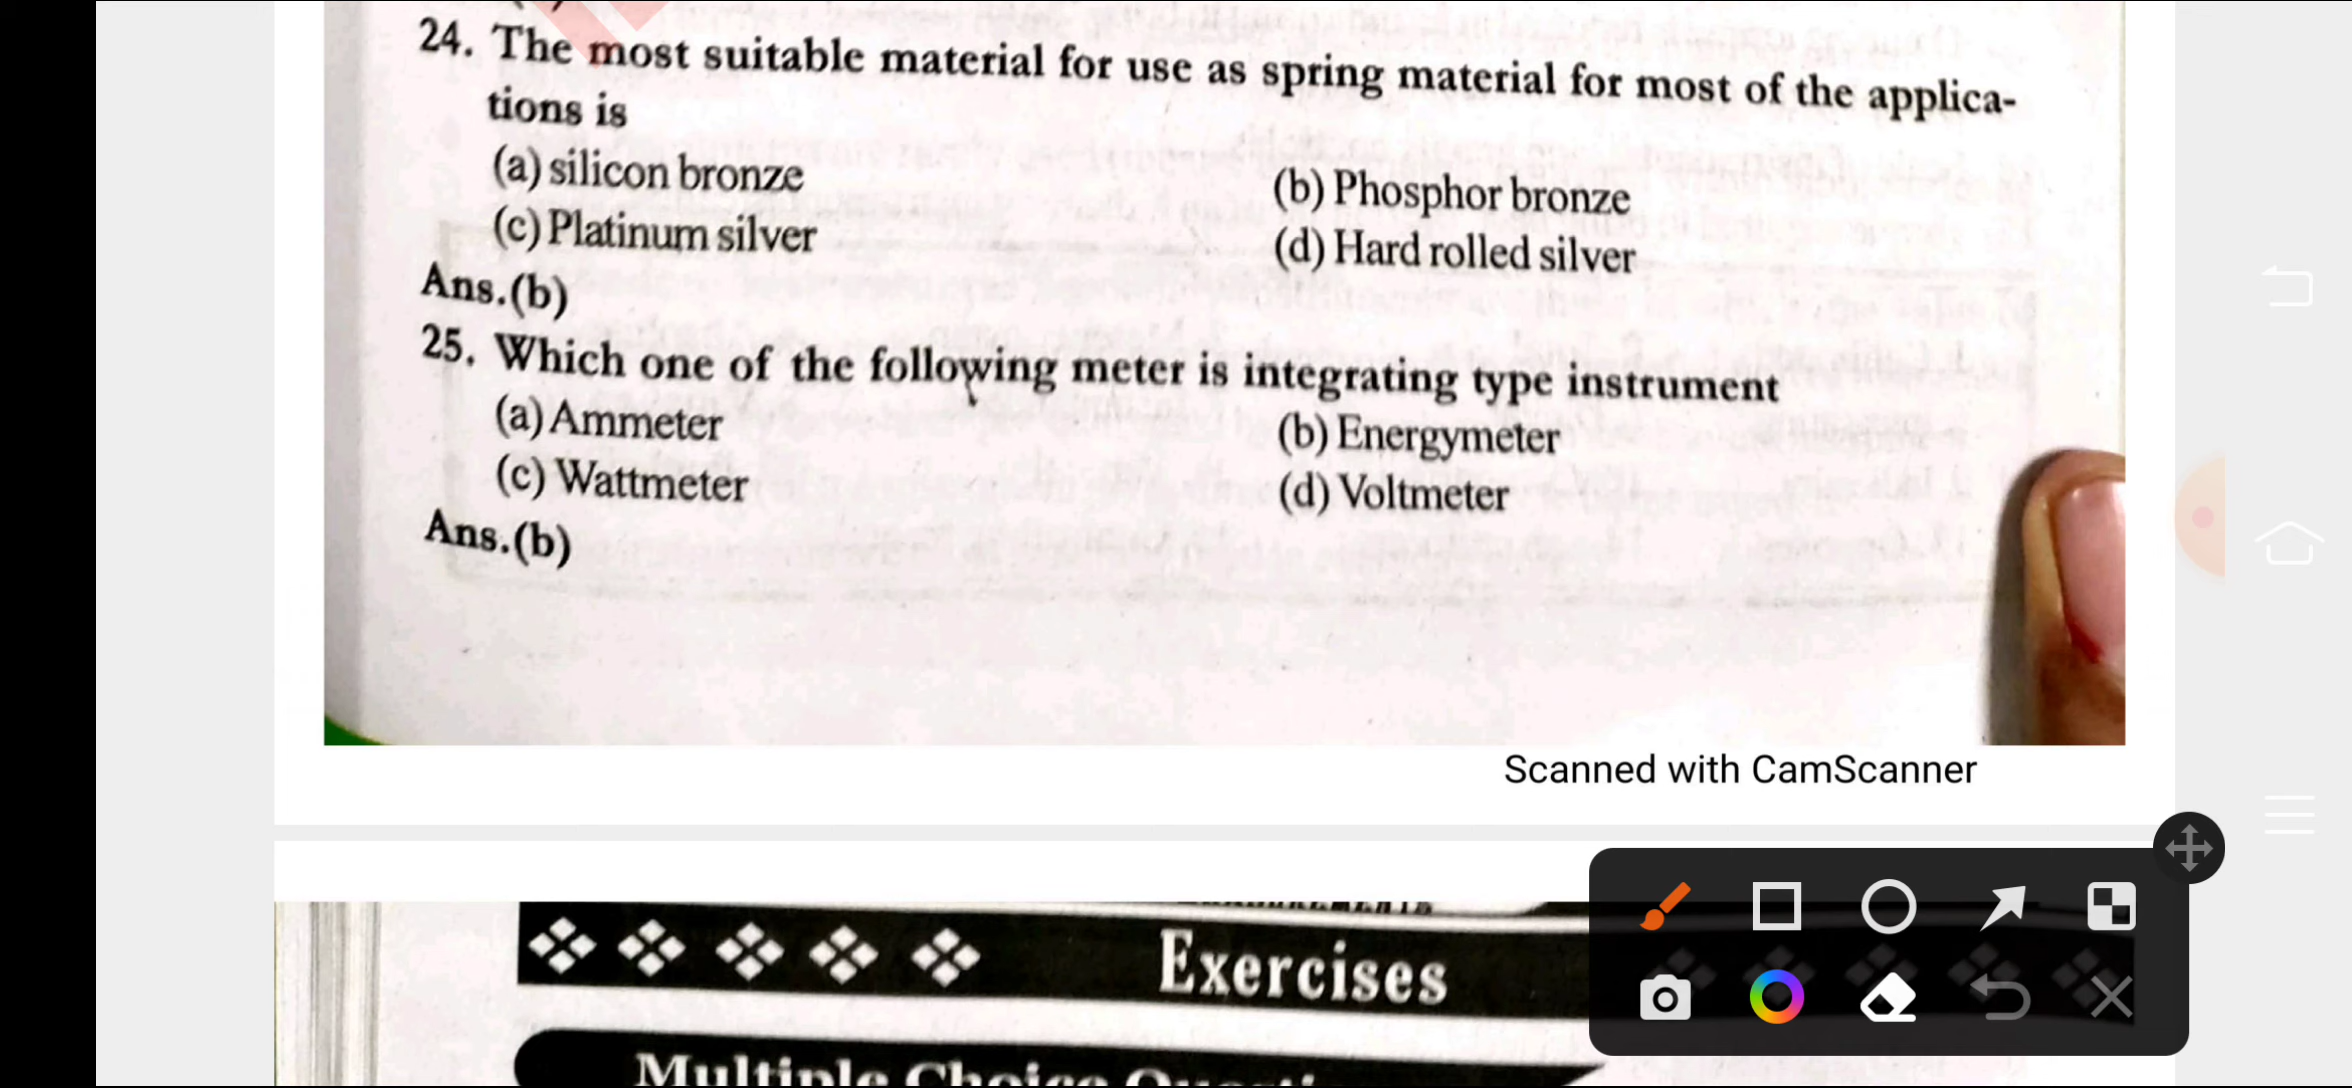 24. The most suitable material for use as spring material for most of the applica-
tions is
(a) silicon bronze (b) Phosphor bronze
(c) Platinum silver (d) Hard rolled silver
Ans.(b)
25. Which one of the following meter is integrating type instrument
(a) Ammeter (b) Energymeter
(c) Wattmeter (d) Voltmeter
Ans.(b)
Scanned with CamScanner
Exercises
Multiple Choice